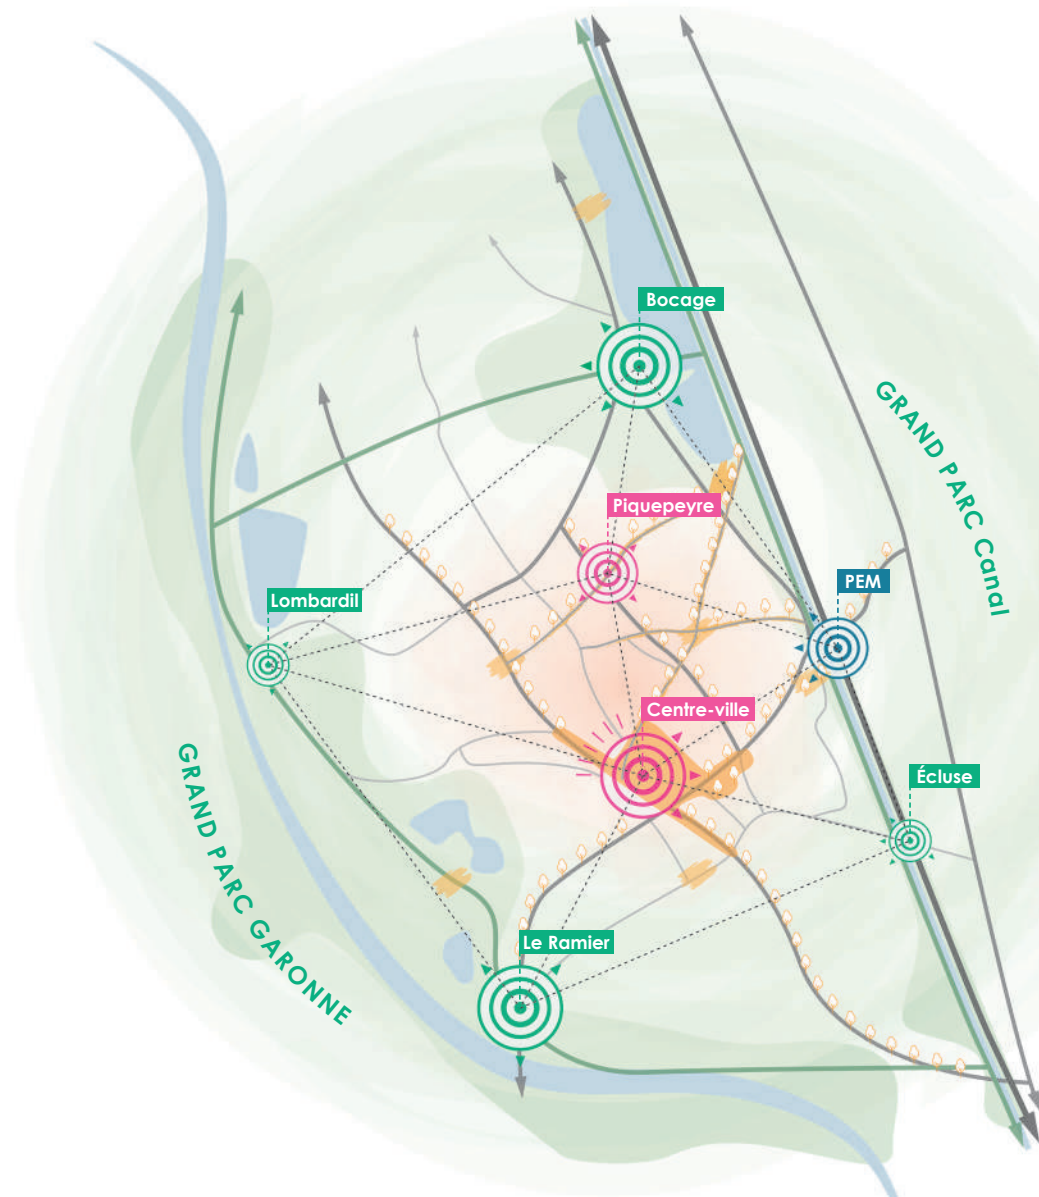 Bocage
GRAND PARC Canal
Piquepeyre
PEM
Lombardil
Centre-ville
Écluse
GRAND PARC GARONNE
Le Ramier